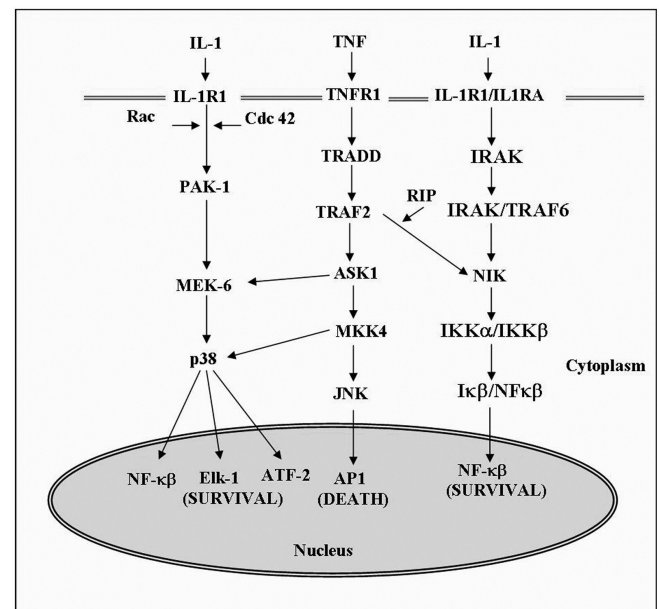 IL-1 TNF IL-1
IL-1R1 TNFR1 IL-1R1/IL1RA
Rac Cdc 42
TRADD IRAK
PAK-1
RIP
TRAF2 IRAK/TRAF6
MEK-6 ASK1 NIK
MKK4 IKKα/IKKβ
p38
Cytoplasm
JNK Iκβ/NFκβ
NF-κβ Elk-1 ATF-2 AP1 NF-κβ
(SURVIVAL) (DEATH) (SURVIVAL)
Nucleus